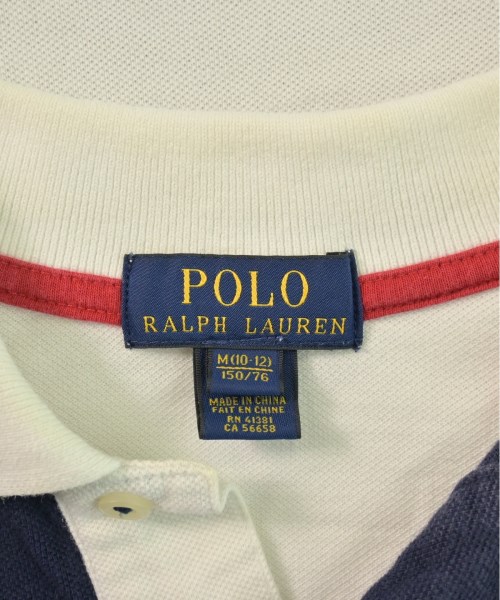 POLO
RALPH LAUREN
M(10-12)
150/76
MADE IN CHINA
FAIT EN CHINE
RN 41381
CA 56658